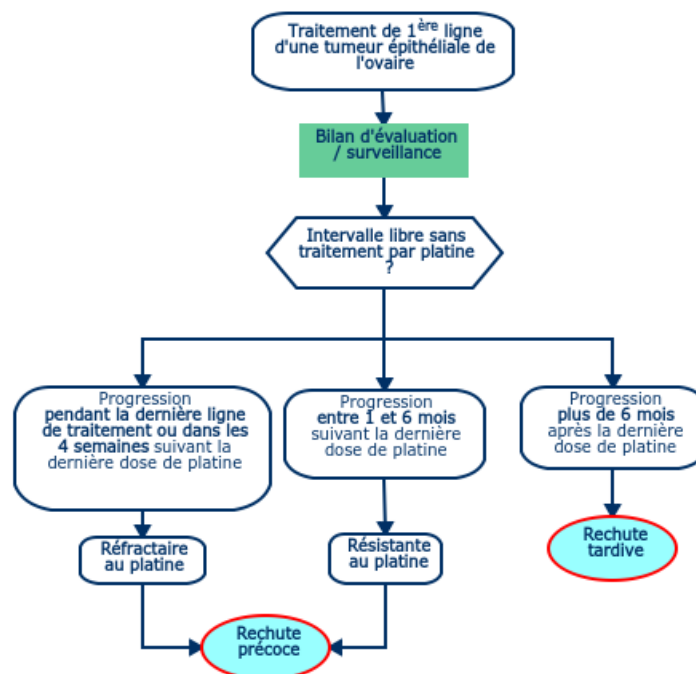 Traitement de 1ère ligne
d'une tumeur épithéliale de
l'ovaire
Bilan d'évaluation
/ surveillance
Intervalle libre sans
traitement par platine
?
Progression
pendant la dernière ligne
de traitement ou dans les
4 semaines suivant la
dernière dose de platine
Progression
entre 1 et 6 mois
suivant la dernière
dose de platine
Progression
plus de 6 mois
après la dernière
dose de platine
Réfractaire
au platine
Résistante
au platine
Rechute
tardive
Rechute
précoce